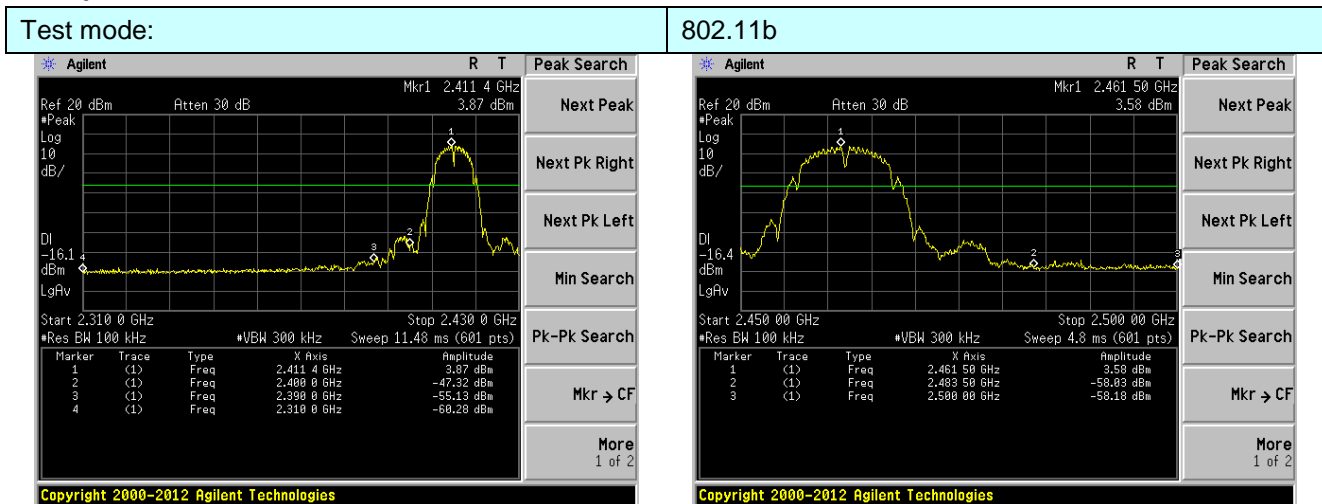 Test mode: 802.11b
Agilent R T Peak Search
Mkr1 2.411 4 GHz
Ref 20 dBm Atten 30 dB 3.87 dBm
#Peak
Log
10
dB/
1
2
3
4
DI
-16.1
dBm
LgAv
Start 2.310 0 GHz Stop 2.430 0 GHz
#Res BW 100 kHz #VBW 300 kHz Sweep 11.48 ms (601 pts)
Marker Trace Type X Axis Amplitude
1 (1) Freq 2.411 4 GHz 3.87 dBm
2 (1) Freq 2.400 0 GHz -47.32 dBm
3 (1) Freq 2.390 0 GHz -55.13 dBm
4 (1) Freq 2.310 0 GHz -60.28 dBm
Next Peak
Next Pk Right
Next Pk Left
Min Search
Pk-Pk Search
Mkr → CF
More
1 of 2
Copyright 2000-2012 Agilent Technologies
Agilent R T Peak Search
Mkr1 2.461 50 GHz
Ref 20 dBm Atten 30 dB 3.58 dBm
#Peak
Log
10
dB/
1
2
3
DI
-16.4
dBm
LgAv
Start 2.450 00 GHz Stop 2.500 00 GHz
#Res BW 100 kHz #VBW 300 kHz Sweep 4.8 ms (601 pts)
Marker Trace Type X Axis Amplitude
1 (1) Freq 2.461 50 GHz 3.58 dBm
2 (1) Freq 2.483 50 GHz -58.03 dBm
3 (1) Freq 2.500 00 GHz -58.18 dBm
Next Peak
Next Pk Right
Next Pk Left
Min Search
Pk-Pk Search
Mkr → CF
More
1 of 2
Copyright 2000-2012 Agilent Technologies